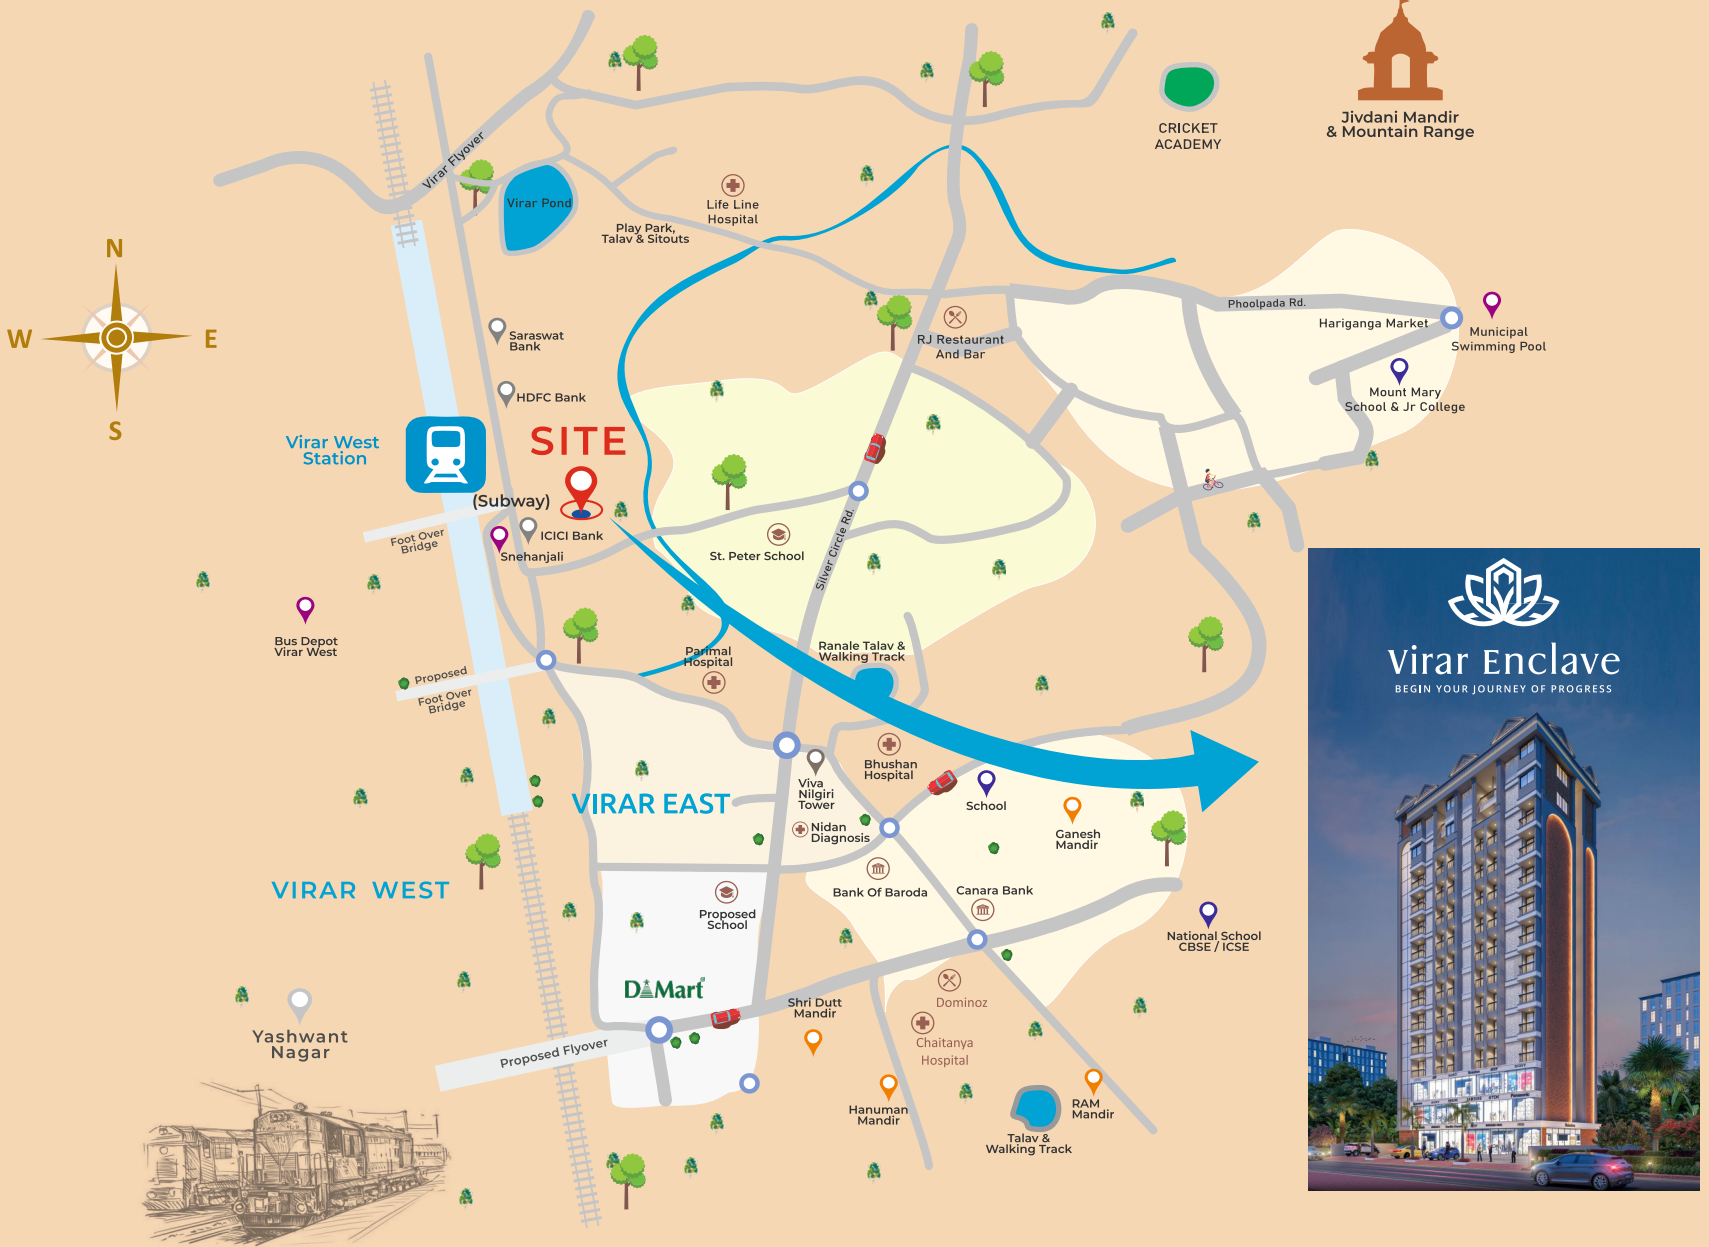 Jivdani Mandir
& Mountain Range
CRICKET
ACADEMY
Virar Flyover
Virar Pond
Life Line
Hospital
Play Park,
Talav & Sitouts
N
W
E
S
Phoolpada Rd.
Hariganga Market
Municipal
Swimming Pool
RJ Restaurant
And Bar
Saraswat
Bank
HDFC Bank
Mount Mary
School & Jr College
SITE
Virar West
Station
(Subway)
ICICI Bank
Foot Over
Bridge
Snehanjali
St. Peter School
Silver Circle Rd.
Bus Depot
Virar West
Parimal
Hospital
Ranale Talav &
Walking Track
Proposed
Foot Over
Bridge
Virar Enclave
BEGIN YOUR JOURNEY OF PROGRESS
Bhushan
Hospital
Viva
Nilgiri
Tower
School
VIRAR EAST
Nidan
Diagnosis
Ganesh
Mandir
VIRAR WEST
Bank Of Baroda
Canara Bank
Proposed
School
National School
CBSE / ICSE
DMart
Shri Dutt
Mandir
Dominoz
Yashwant
Nagar
Proposed Flyover
Chaitanya
Hospital
Hanuman
Mandir
RAM
Mandir
Talav &
Walking Track